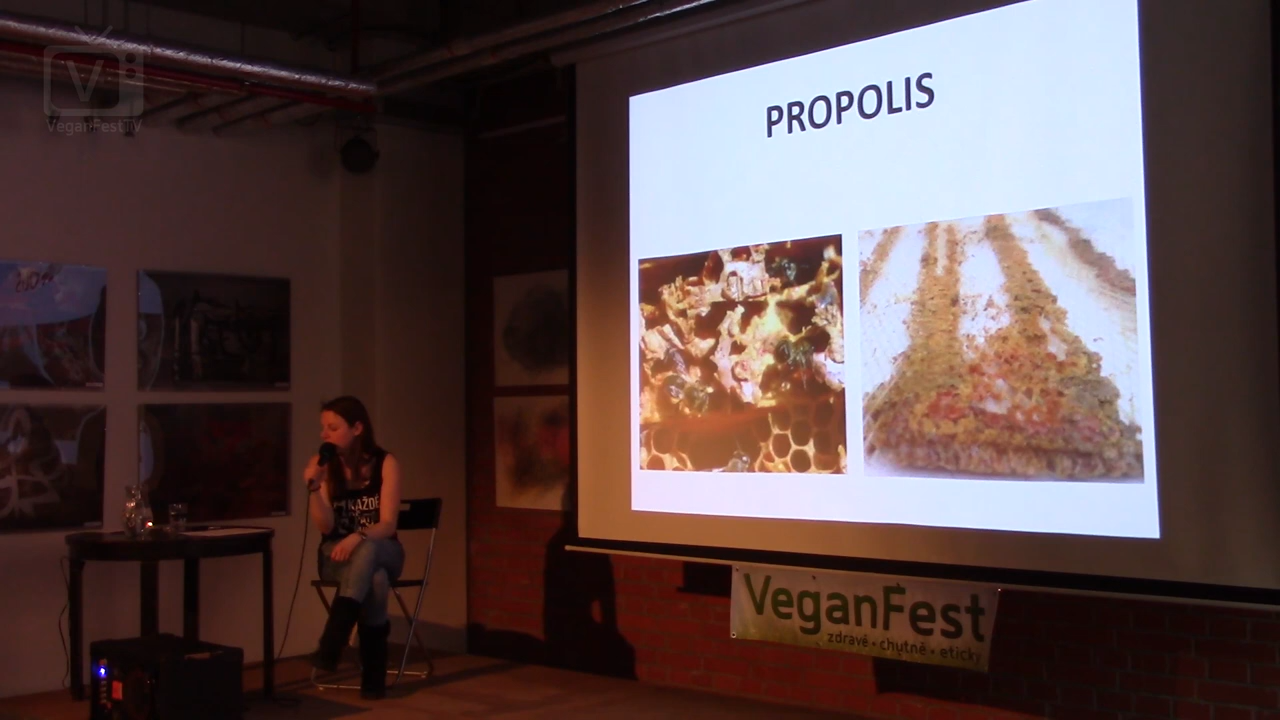 VeganFestTV
PROPOLIS
KAŽDÉ
VeganFest
zdravě • chutně • eticky